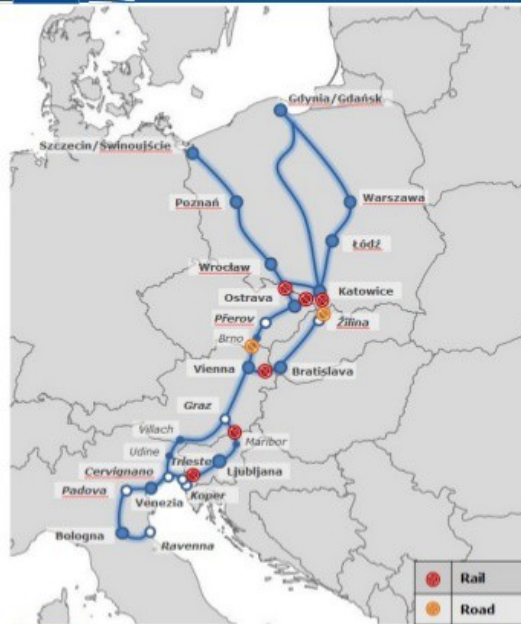 Gdynia/Gdańsk
Szczecin/Świnoujście
Poznań
Warszawa
Łódź
Wrocław
Katowice
Ostrava
Přerov
Žilina
Brno
Vienna
Bratislava
Graz
Villach
Maribor
Udine
Trieste
Cervignano
Ljubljana
Padova
Koper
Venezia
Bologna
Ravenna
Rail
Road